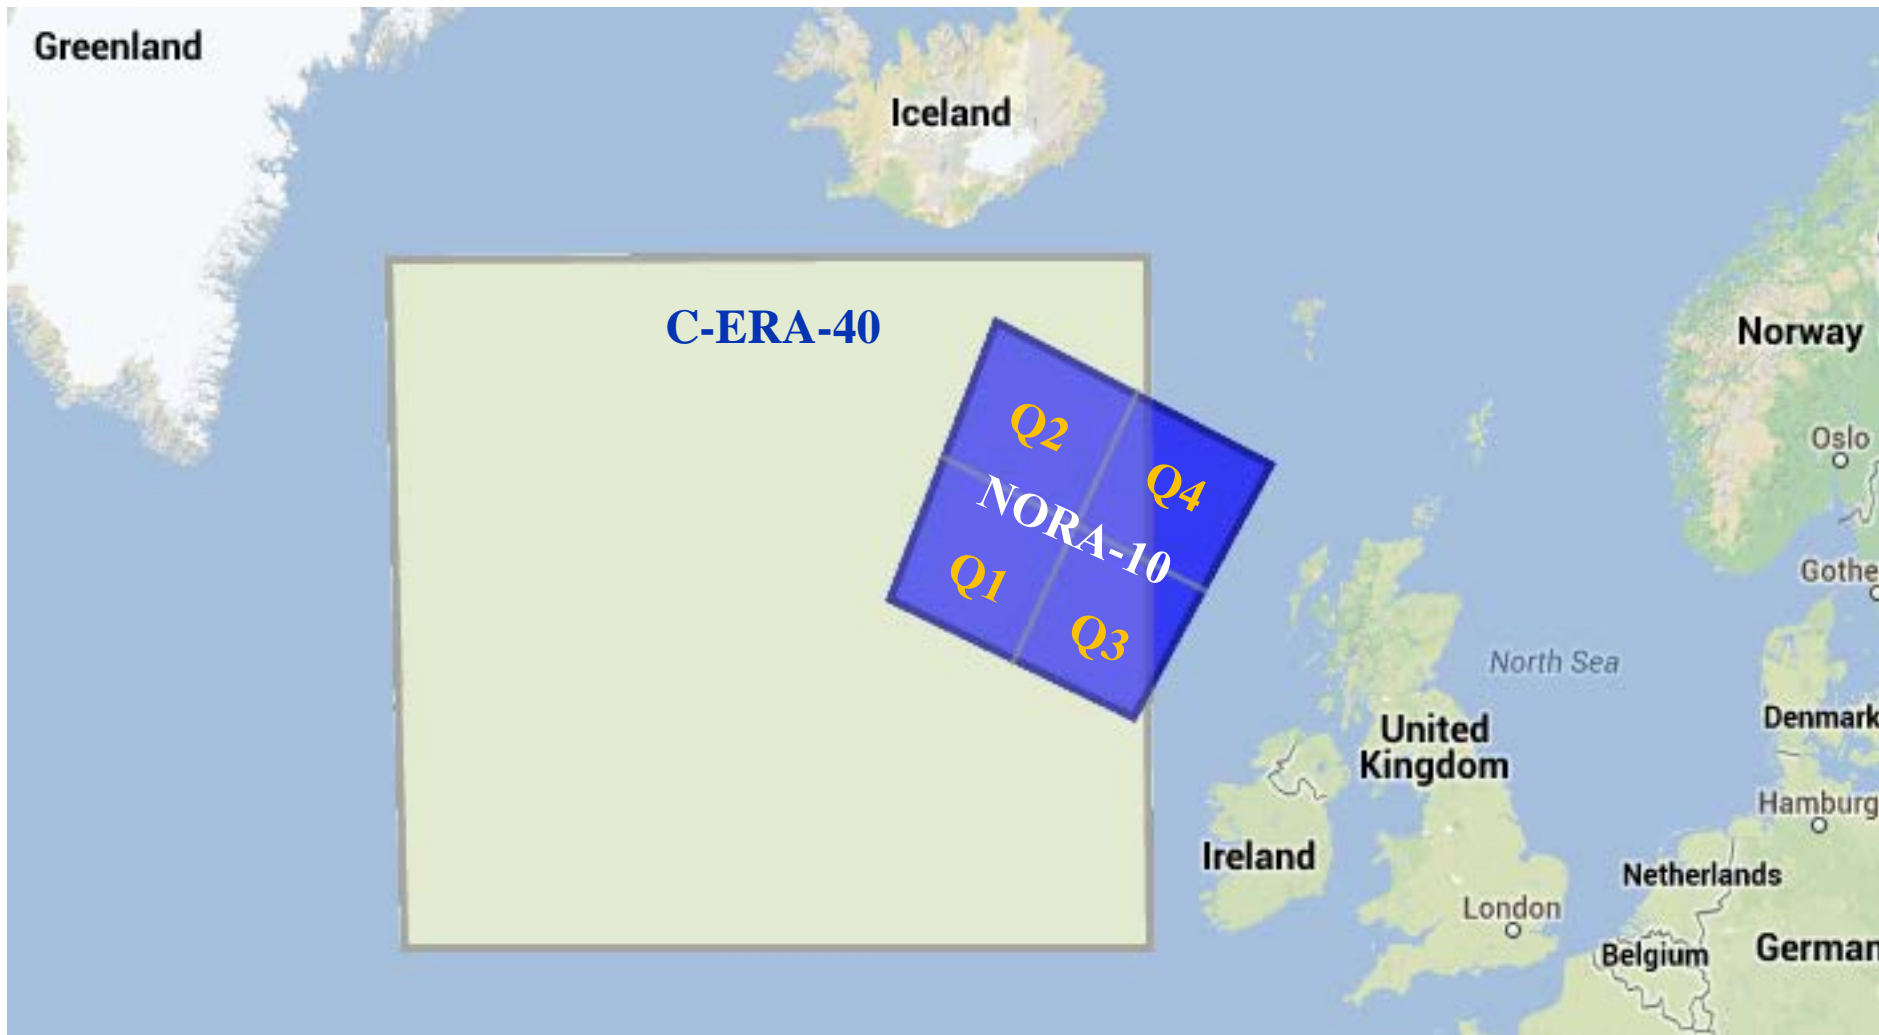 Greenland
Iceland
C-ERA-40
Norway
Q2
Oslo
Q4
NORA-10
Gothe
Q1
Q3
North Sea
Denmark
United
Kingdom
Hamburg
Ireland
Netherlands
London
Belgium
German